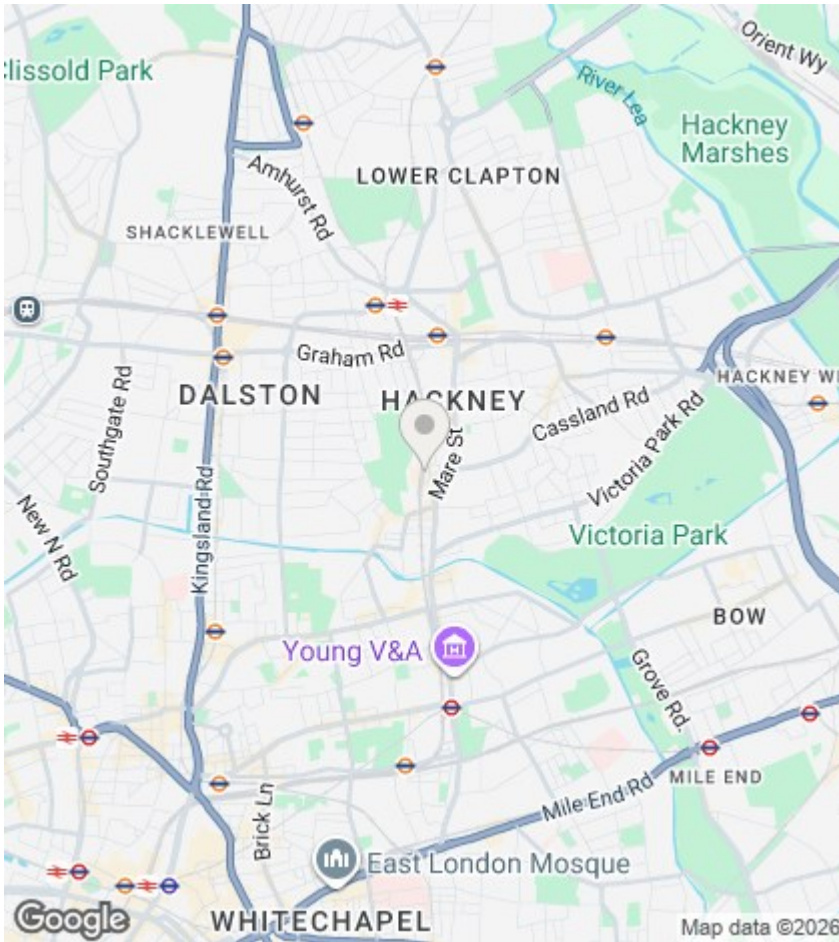 Clissold Park
Orient Wy
River Lea
Hackney
Marshes
LOWER CLAPTON
Amhurst Rd
SHACKLEWELL
Graham Rd
DALSTON
HACKNEY
HACKNEY WI
Cassland Rd
Southgate Rd
Mare St
Victoria Park Rd
New N Rd
Kingsland Rd
Victoria Park
BOW
Young V&A
Grove Rd.
MILE END
Mile End Rd
Brick Ln
East London Mosque
WHITECHAPEL
Google
Map data ©2026